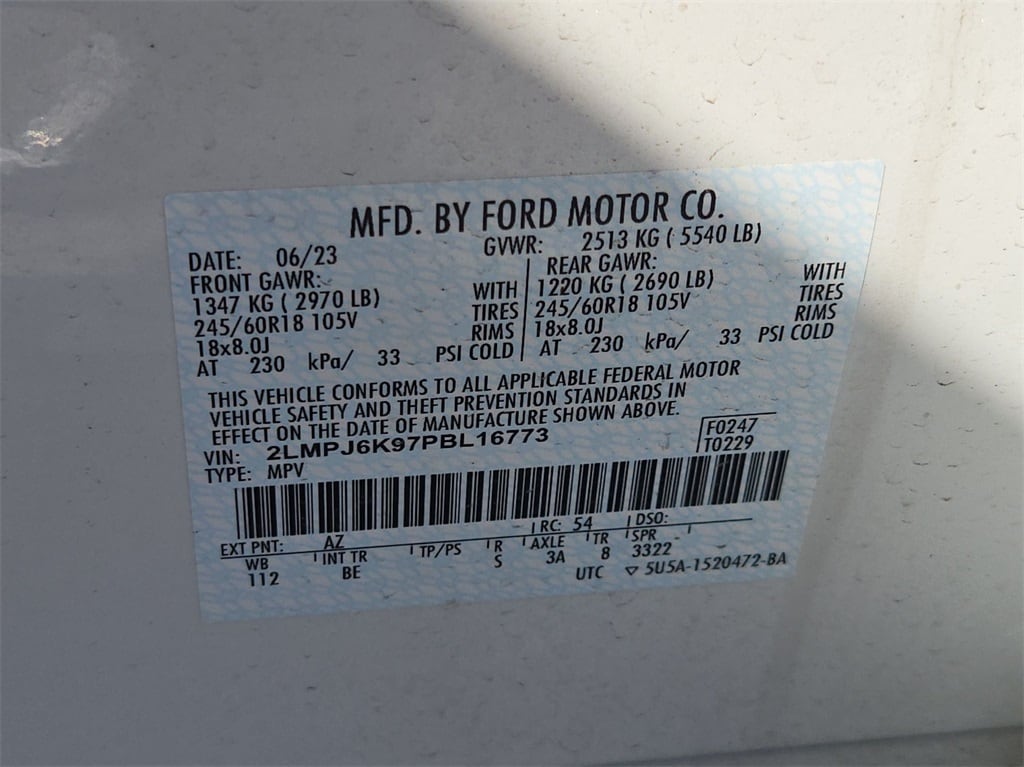 MFD. BY FORD MOTOR CO.
DATE: 06/23 GVWR: 2513 KG ( 5540 LB)
FRONT GAWR: REAR GAWR:
1347 KG ( 2970 LB) WITH 1220 KG ( 2690 LB) WITH
245/60R18 105V TIRES 245/60R18 105V TIRES
18x8.0J RIMS 18x8.0J RIMS
AT 230 kPa/ 33 PSI COLD AT 230 kPa/ 33 PSI COLD
THIS VEHICLE CONFORMS TO ALL APPLICABLE FEDERAL MOTOR
VEHICLE SAFETY AND THEFT PREVENTION STANDARDS IN
EFFECT ON THE DATE OF MANUFACTURE SHOWN ABOVE.
VIN: 2LMPJ6K97PBL16773 F0247
TYPE: MPV T0229
EXT PNT: AZ RC: 54 DSO:
WB INT TR TP/PS R AXLE TR SPR
112 BE S 3A 8 3322
UTC ▽ 5U5A-1520472-BA